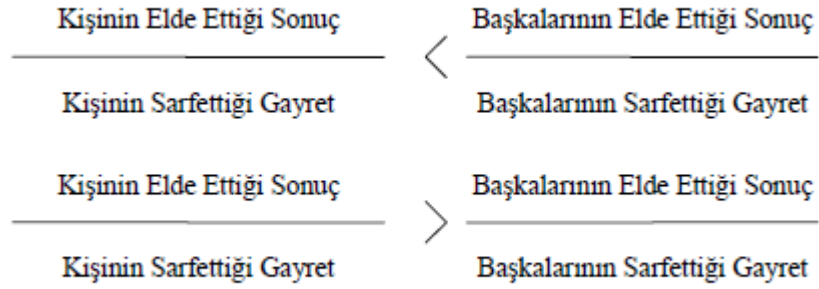 Kişinin Elde Ettiği Sonuç < Başkalarının Elde Ettiği Sonuç
Kişinin Sarfettiği Gayret Başkalarının Sarfettiği Gayret
Kişinin Elde Ettiği Sonuç > Başkalarının Elde Ettiği Sonuç
Kişinin Sarfettiği Gayret Başkalarının Sarfettiği Gayret